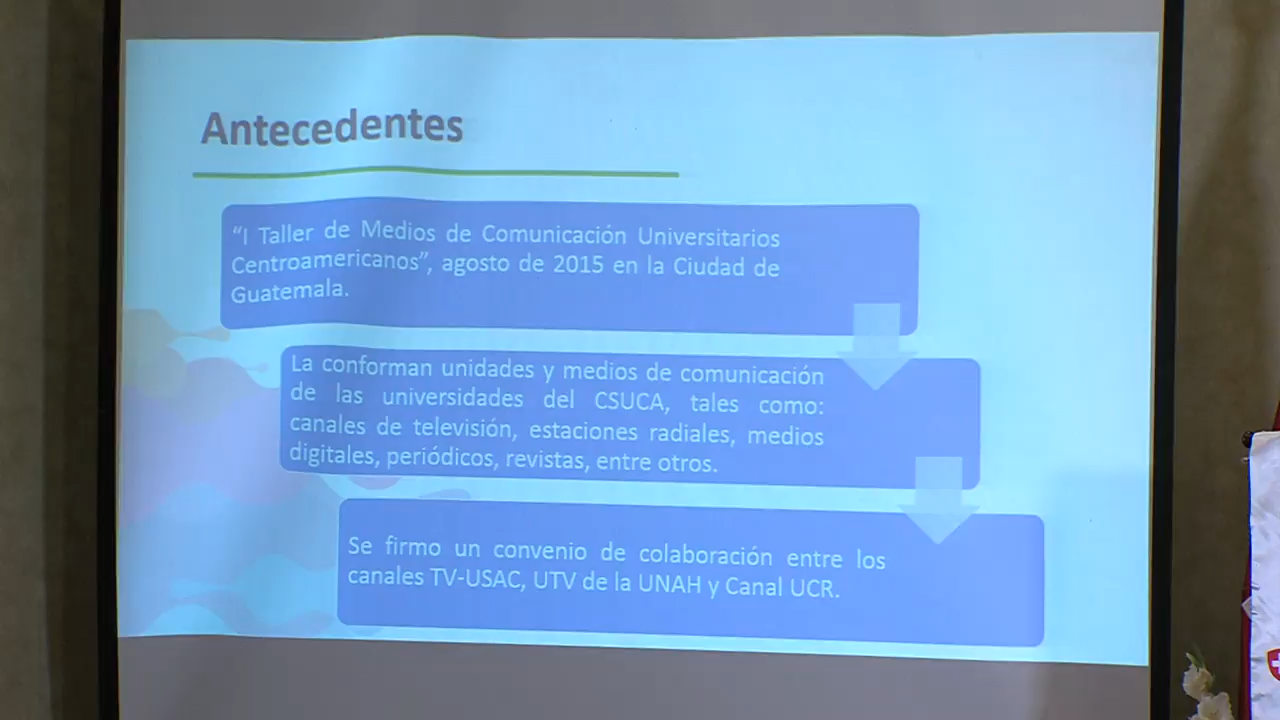 Antecedentes
“I Taller de Medios de Comunicación Universitarios
Centroamericanos”, agosto de 2015 en la Ciudad de
Guatemala.
La conforman unidades y medios de comunicación
de las universidades del CSUCA, tales como:
canales de televisión, estaciones radiales, medios
digitales, periódicos, revistas, entre otros.
Se firmo un convenio de colaboración entre los
canales TV-USAC, UTV de la UNAH y Canal UCR.